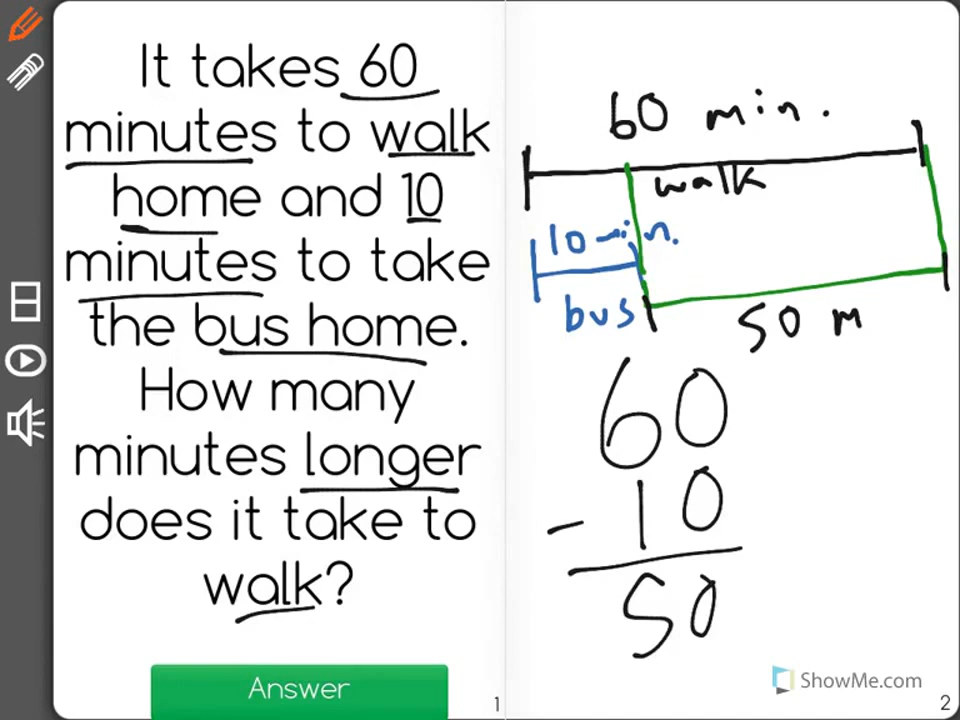 It takes 60
minutes to walk
home and 10
minutes to take
the bus home.
How many
minutes longer
does it take to
walk?
Answer
1
60 min.
walk
10 min.
bus
50 m
60
- 10
50
ShowMe.com
2